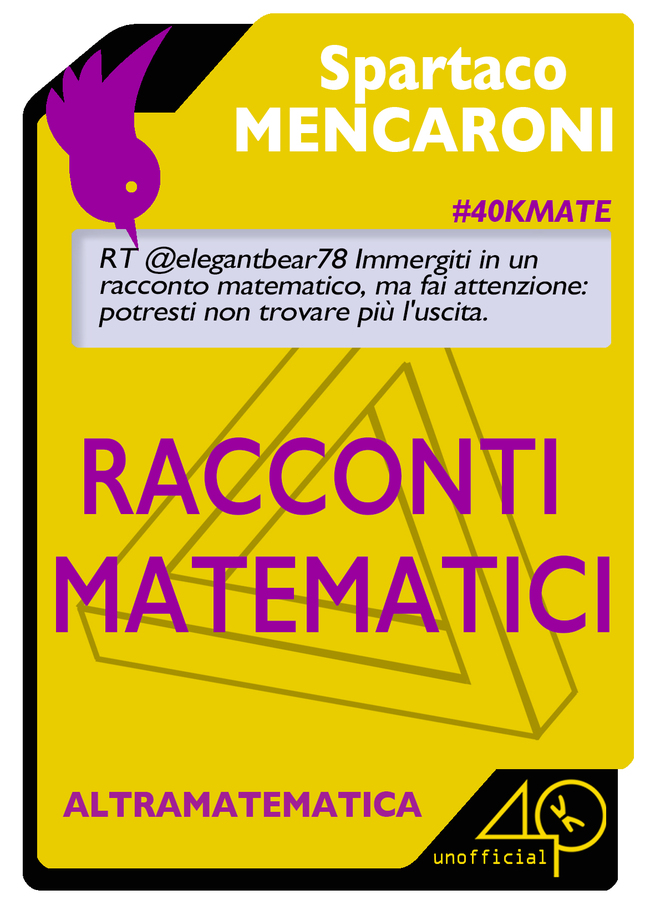 Spartaco
MENCARONI
#40KMATE
RT @elegantbear78 Immergiti in un
racconto matematico, ma fai attenzione:
potresti non trovare più l'uscita.
RACCONTI
MATEMATICI
ALTRAMATEMATICA
40K
unofficial